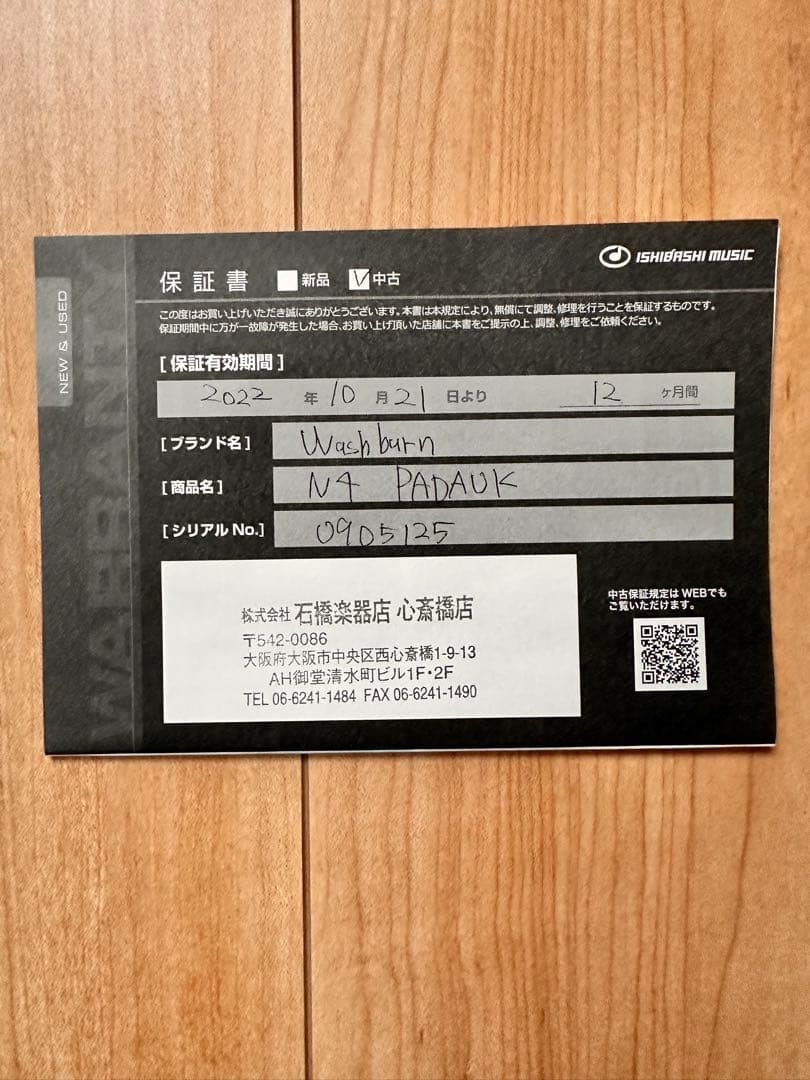 ISHIBASHI MUSIC
保証書 新品 ☑中古
この度はお買い上げいただき誠にありがとうございます。本書は本規定により、無償にて調整、修理を行うことを保証するものです。
保証期間中に万が一故障が発生した場合、お買い上げ頂いた店舗に本書をご提示の上、調整、修理をご依頼ください。
NEW & USED
WARRANTY
[保証有効期間]
2022 年 10 月 21 日より 12 ヶ月間
[ブランド名] Washburn
[商品名] N4 PADAUK
[シリアル No.] 0905125
株式会社 石橋楽器店 心斎橋店
〒542-0086
大阪府大阪市中央区西心斎橋1-9-13
AH御堂清水町ビル1F・2F
TEL 06-6241-1484 FAX 06-6241-1490
中古保証規定は WEBでも
ご覧いただけます。